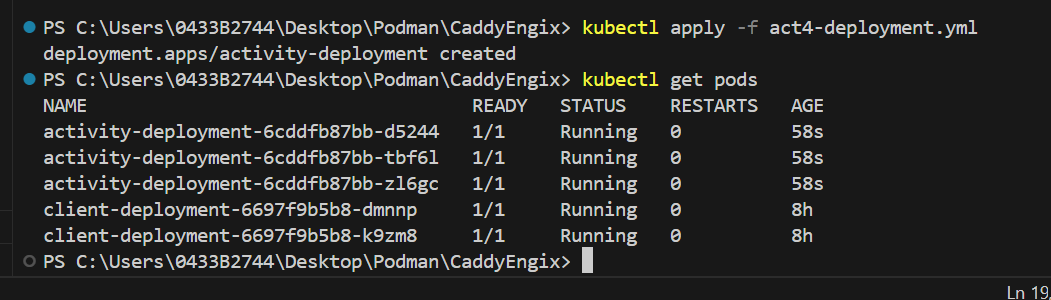 PS C:\Users\0433B2744\Desktop\Podman\CaddyEngix> kubectl apply -f act4-deployment.yml
deployment.apps/activity-deployment created
PS C:\Users\0433B2744\Desktop\Podman\CaddyEngix> kubectl get pods
NAME READY STATUS RESTARTS AGE
activity-deployment-6cddfb87bb-d5244 1/1 Running 0 58s
activity-deployment-6cddfb87bb-tbf6l 1/1 Running 0 58s
activity-deployment-6cddfb87bb-zl6gc 1/1 Running 0 58s
client-deployment-6697f9b5b8-dmnnp 1/1 Running 0 8h
client-deployment-6697f9b5b8-k9zm8 1/1 Running 0 8h
PS C:\Users\0433B2744\Desktop\Podman\CaddyEngix>
Ln 19